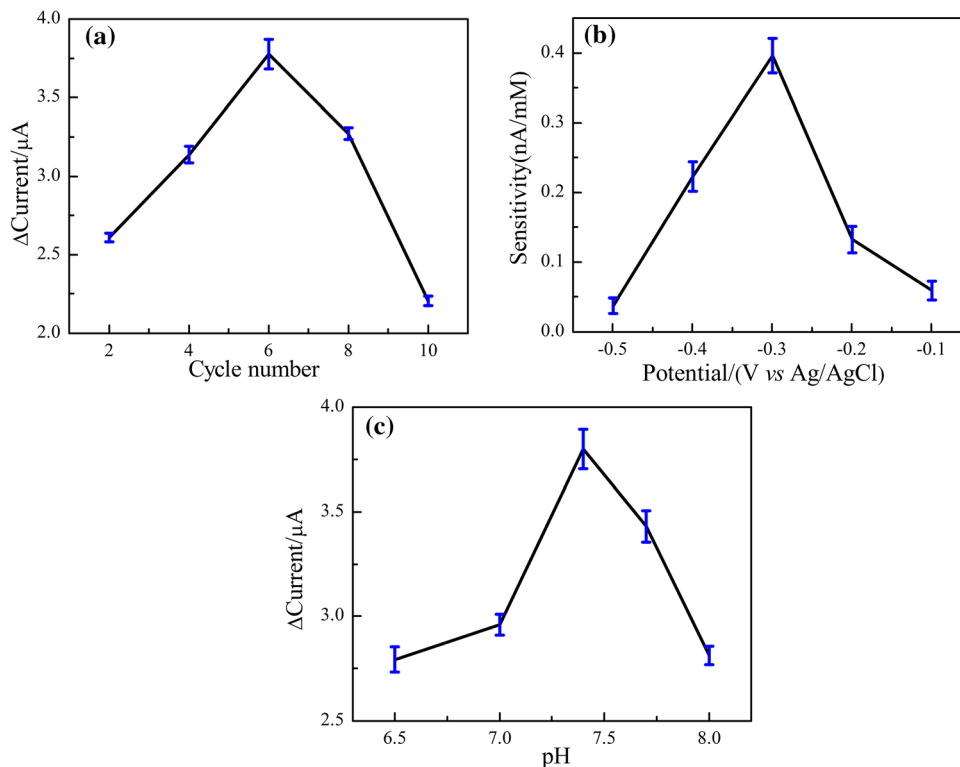 (a)
ΔCurrent/μA
4.0
3.5
3.0
2.5
2.0
2 4 6 8 10
Cycle number
(b)
Sensitivity(nA/mM)
0.4
0.3
0.2
0.1
0.0
-0.5 -0.4 -0.3 -0.2 -0.1
Potential/(V vs Ag/AgCl)
(c)
ΔCurrent/μA
4.0
3.5
3.0
2.5
6.5 7.0 7.5 8.0
pH